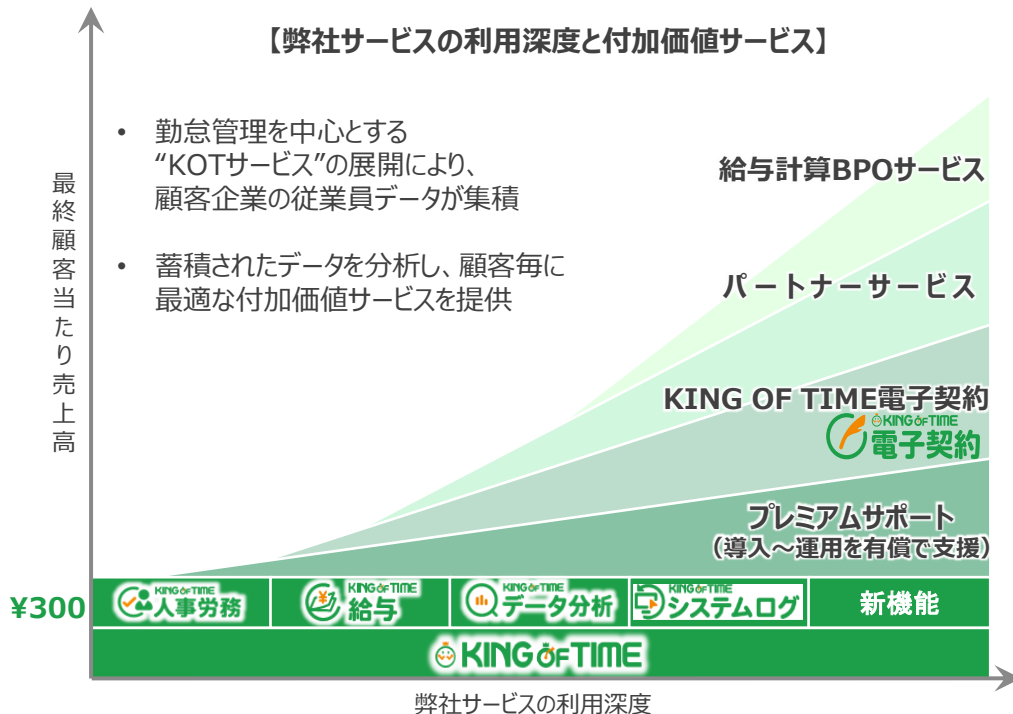 【弊社サービスの利用深度と付加価値サービス】
• 勤怠管理を中心とする
“KOTサービス”の展開により、
顧客企業の従業員データが集積
• 蓄積されたデータを分析し、顧客毎に
最適な付加価値サービスを提供
最終顧客当たり売上高
給与計算BPOサービス
パートナーサービス
KING OF TIME電子契約
KING OF TIME
電子契約
プレミアムサポート
（導入～運用を有償で支援）
¥300
KING OF TIME
人事労務
KING OF TIME
給与
KING OF TIME
データ分析
KING OF TIME
システムログ
新機能
KING OF TIME
弊社サービスの利用深度